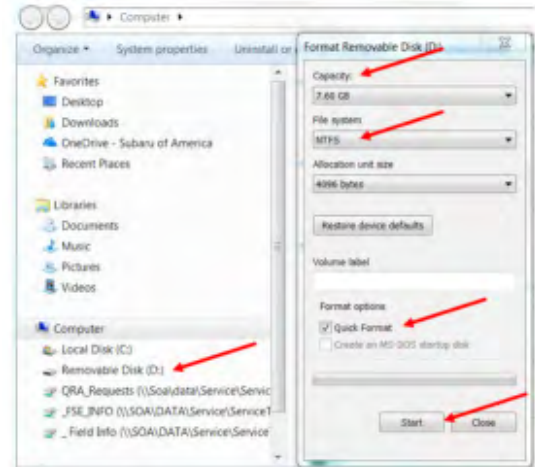 Computer
Organize
System properties
Uninstall or
Favorites
Desktop
Downloads
OneDrive - Subaru of America
Recent Places
Libraries
Documents
Music
Pictures
Videos
Computer
Local Disk (C:)
Removable Disk (D:)
QRA_Requests (\\Soa\data\Service\Servic
_FSE_INFO (\\SOA\DATA\Service\ServiceT
_ Field Info (\\SOA\DATA\Service\Service
Format Removable Disk (D:)
Capacity:
7.60 GB
File system
NTFS
Allocation unit size
4096 bytes
Restore device defaults
Volume label
Format options
Quick Format
Create an MS-DOS startup disk
Start
Close